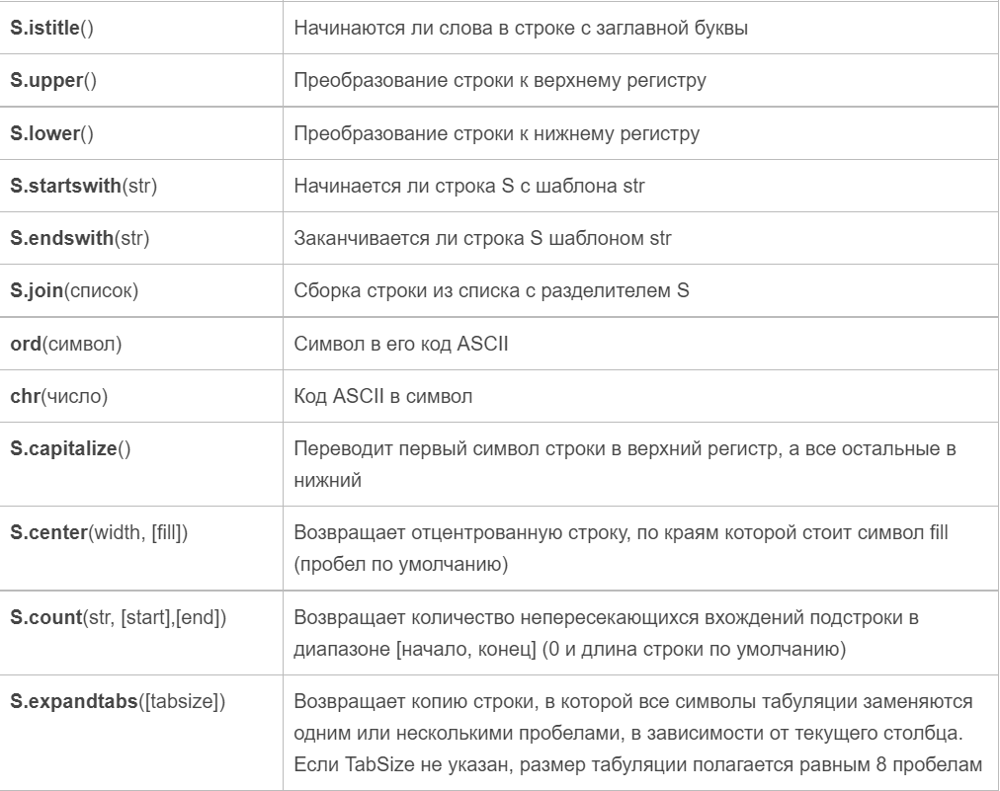 S.istitle() Начинаются ли слова в строке с заглавной буквы
S.upper() Преобразование строки к верхнему регистру
S.lower() Преобразование строки к нижнему регистру
S.startswith(str) Начинается ли строка S с шаблона str
S.endswith(str) Заканчивается ли строка S шаблоном str
S.join(список) Сборка строки из списка с разделителем S
ord(символ) Символ в его код ASCII
chr(число) Код ASCII в символ
S.capitalize() Переводит первый символ строки в верхний регистр, а все остальные в
нижний
S.center(width, [fill]) Возвращает отцентрованную строку, по краям которой стоит символ fill
(пробел по умолчанию)
S.count(str, [start],[end]) Возвращает количество непересекающихся вхождений подстроки в
диапазоне [начало, конец] (0 и длина строки по умолчанию)
S.expandtabs([tabsize]) Возвращает копию строки, в которой все символы табуляции заменяются
одним или несколькими пробелами, в зависимости от текущего столбца.
Если TabSize не указан, размер табуляции полагается равным 8 пробелам